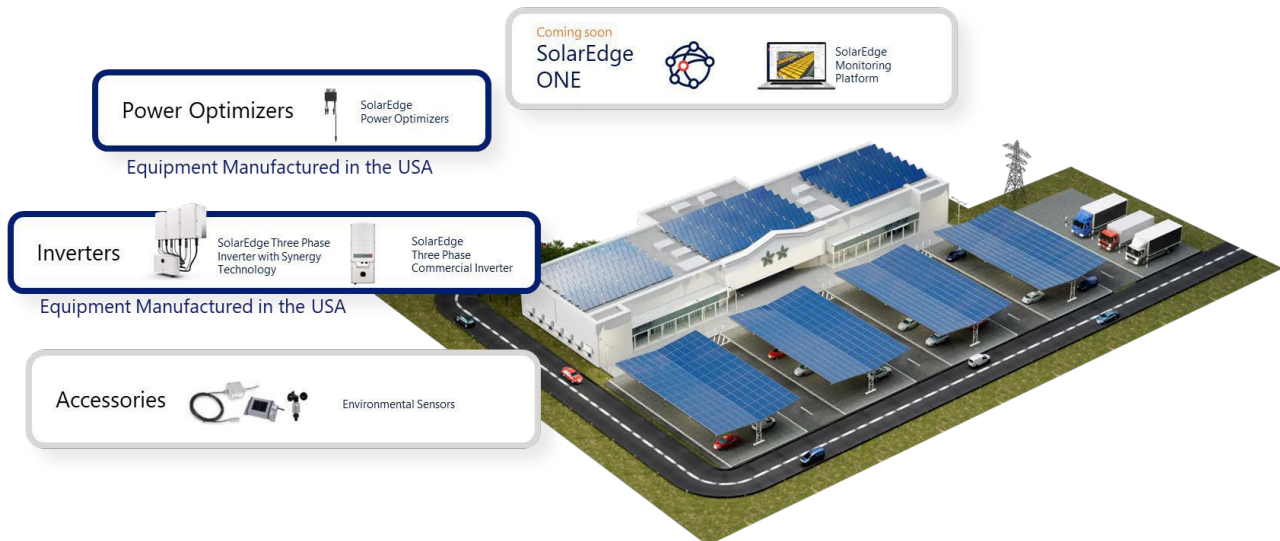 Coming soon
SolarEdge
ONE
SolarEdge
Monitoring
Platform
Power Optimizers
SolarEdge
Power Optimizers
Equipment Manufactured in the USA
Inverters
SolarEdge Three Phase
Inverter with Synergy
Technology
SolarEdge
Three Phase
Commercial Inverter
Equipment Manufactured in the USA
Accessories
Environmental Sensors